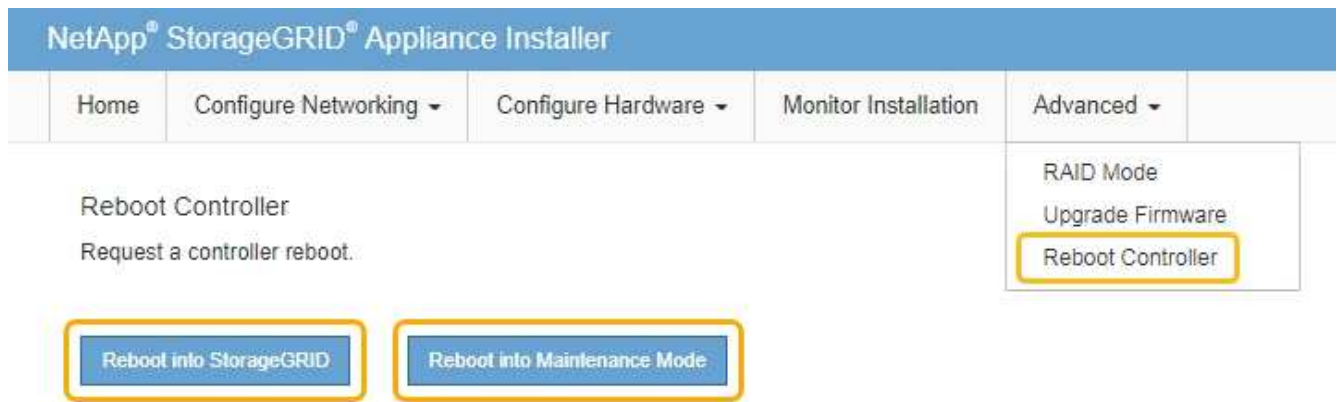 NetApp® StorageGRID® Appliance Installer
Home Configure Networking Configure Hardware Monitor Installation Advanced
RAID Mode
Upgrade Firmware
Reboot Controller
Reboot Controller
Request a controller reboot.
Reboot into StorageGRID Reboot into Maintenance Mode